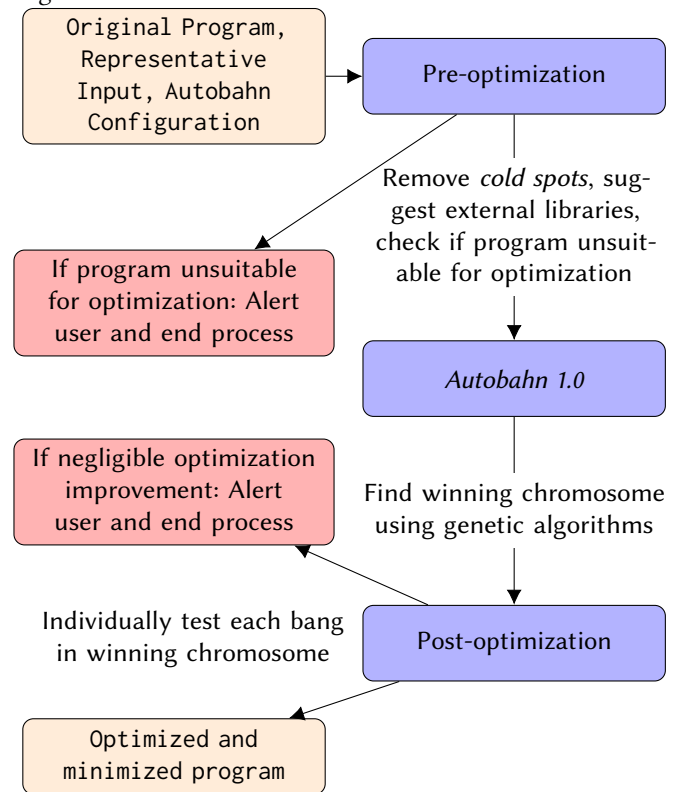 Original Program,
Representative
Input, Autobahn
Configuration
Pre-optimization
Remove cold spots, sug-
gest external libraries,
check if program unsuit-
able for optimization
If program unsuitable
for optimization: Alert
user and end process
Autobahn 1.0
If negligible optimization
improvement: Alert
user and end process
Find winning chromosome
using genetic algorithms
Individually test each bang
in winning chromosome
Post-optimization
Optimized and
minimized program